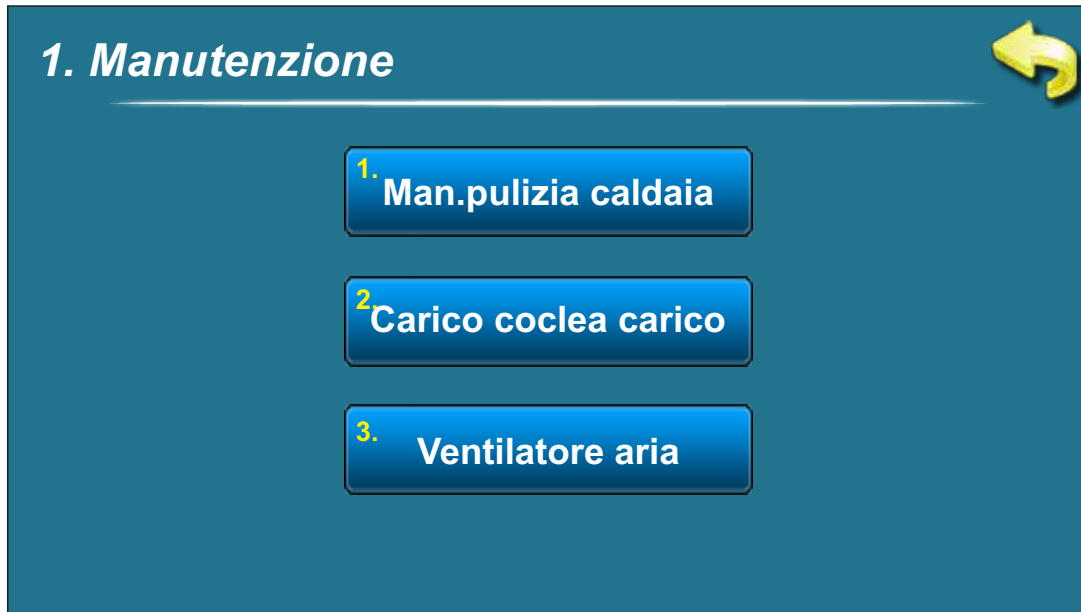 1. Manutenzione
1.
Man.pulizia caldaia
2.
Carico coclea carico
3.
Ventilatore aria